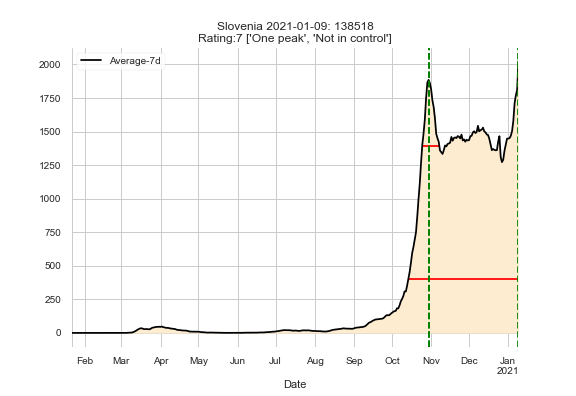 Slovenia 2021-01-09: 138518
Rating:7 ['One peak', 'Not in control']
Average-7d
2000
1750
1500
1250
1000
750
500
250
0
Feb Mar Apr May Jun Jul Aug Sep Oct Nov Dec Jan
2021
Date